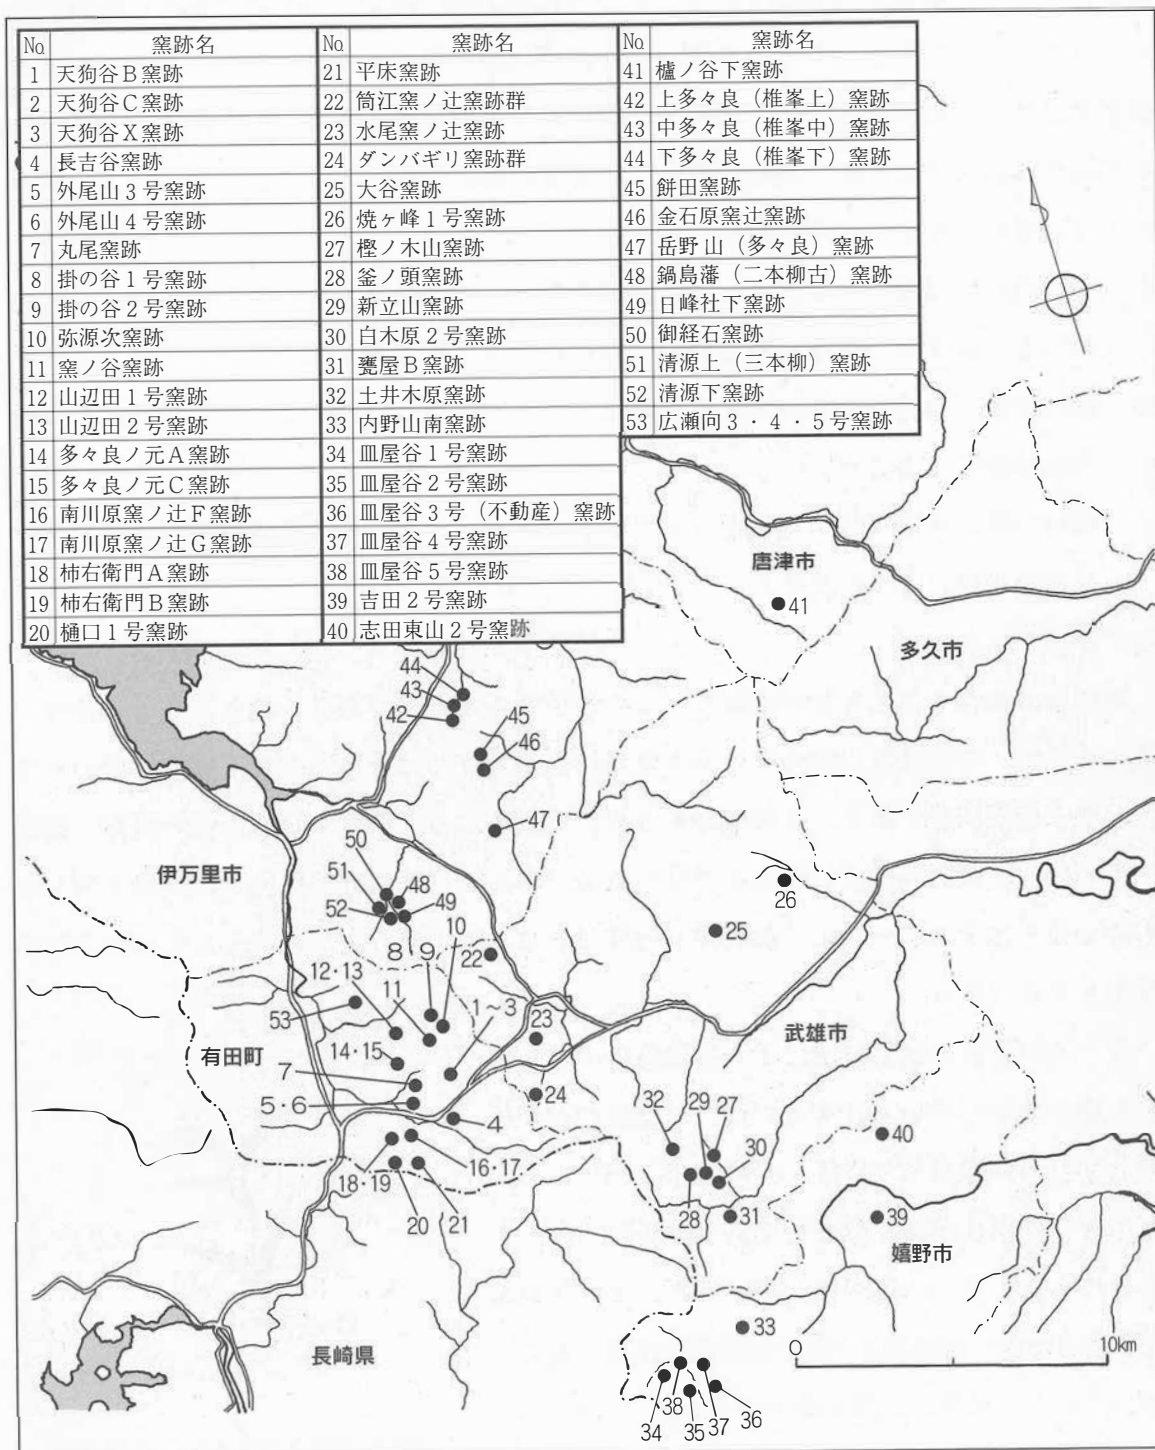 No. 窯跡名
1 天狗谷B窯跡
2 天狗谷C窯跡
3 天狗谷X窯跡
4 長吉谷窯跡
5 外尾山3号窯跡
6 外尾山4号窯跡
7 丸尾窯跡
8 掛の谷1号窯跡
9 掛の谷2号窯跡
10 弥源次窯跡
11 窯ノ谷窯跡
12 山辺田1号窯跡
13 山辺田2号窯跡
14 多々良ノ元A窯跡
15 多々良ノ元C窯跡
16 南川原窯ノ辻F窯跡
17 南川原窯ノ辻G窯跡
18 柿右衛門A窯跡
19 柿右衛門B窯跡
20 樋口1号窯跡
No. 窯跡名
21 平床窯跡
22 筒江窯ノ辻窯跡群
23 水尾窯ノ辻窯跡
24 ダンバギリ窯跡群
25 大谷窯跡
26 焼ヶ峰1号窯跡
27 樫ノ木山窯跡
28 釜ノ頭窯跡
29 新立山窯跡
30 白木原2号窯跡
31 甕屋B窯跡
32 土井木原窯跡
33 内野山南窯跡
34 皿屋谷1号窯跡
35 皿屋谷2号窯跡
36 皿屋谷3号（不動産）窯跡
37 皿屋谷4号窯跡
38 皿屋谷5号窯跡
39 吉田2号窯跡
40 志田東山2号窯跡
No. 窯跡名
41 櫨ノ谷下窯跡
42 上多々良（椎峯上）窯跡
43 中多々良（椎峯中）窯跡
44 下多々良（椎峯下）窯跡
45 餅田窯跡
46 金石原窯辻窯跡
47 岳野山（多々良）窯跡
48 鍋島藩（二本柳古）窯跡
49 日峰社下窯跡
50 御経石窯跡
51 清源上（三本柳）窯跡
52 清源下窯跡
53 広瀬向3・4・5号窯跡
唐津市
41
多久市
44
43
42
45
46
47
伊万里市
50
51
48
52
49
26
25
8 9 10
22
12・13
11
1～3
53
23
武雄市
有田町
14・15
7
24
5・6
4
32 29 27
30
40
16・17
18・19
20 21
28 31
39
嬉野市
33
長崎県
0 10km
38
34 35 37 36